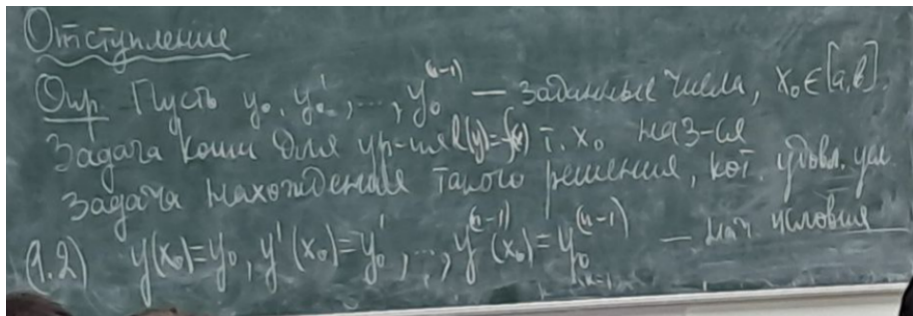 Отступление
Опр Пусть y₀, y₀', ..., y₀⁽ⁿ⁻¹⁾ — заданные числа, x₀ ∈ [a,b].
Задача Коши для ур-ия l(y)=f(x) т. x₀ наз-ся
Задача нахождения такого решения, кот. удовл. усл.
(1.2) y(x₀)=y₀, y'(x₀)=y₀', ..., y⁽ⁿ⁻¹⁾(x₀)=y₀⁽ⁿ⁻¹⁾ — нач. условия